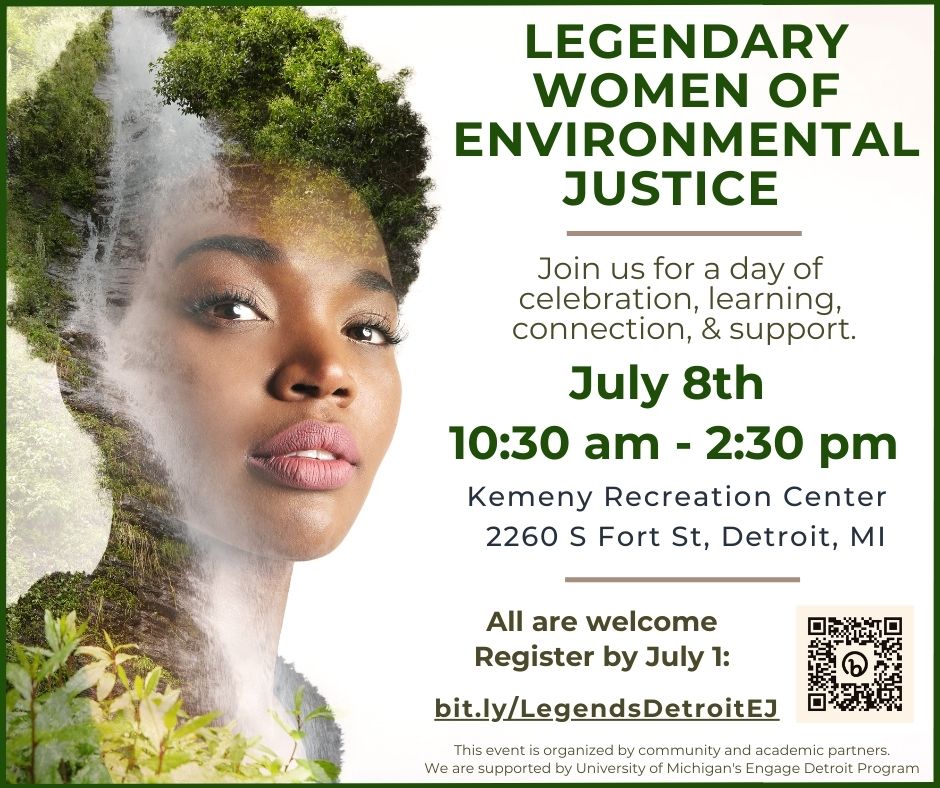 LEGENDARY
WOMEN OF
ENVIRONMENTAL
JUSTICE
Join us for a day of
celebration, learning,
connection, & support.
July 8th
10:30 am - 2:30 pm
Kemeny Recreation Center
2260 S Fort St, Detroit, MI
All are welcome
Register by July 1:
bit.ly/LegendsDetroitEJ
This event is organized by community and academic partners.
We are supported by University of Michigan's Engage Detroit Program